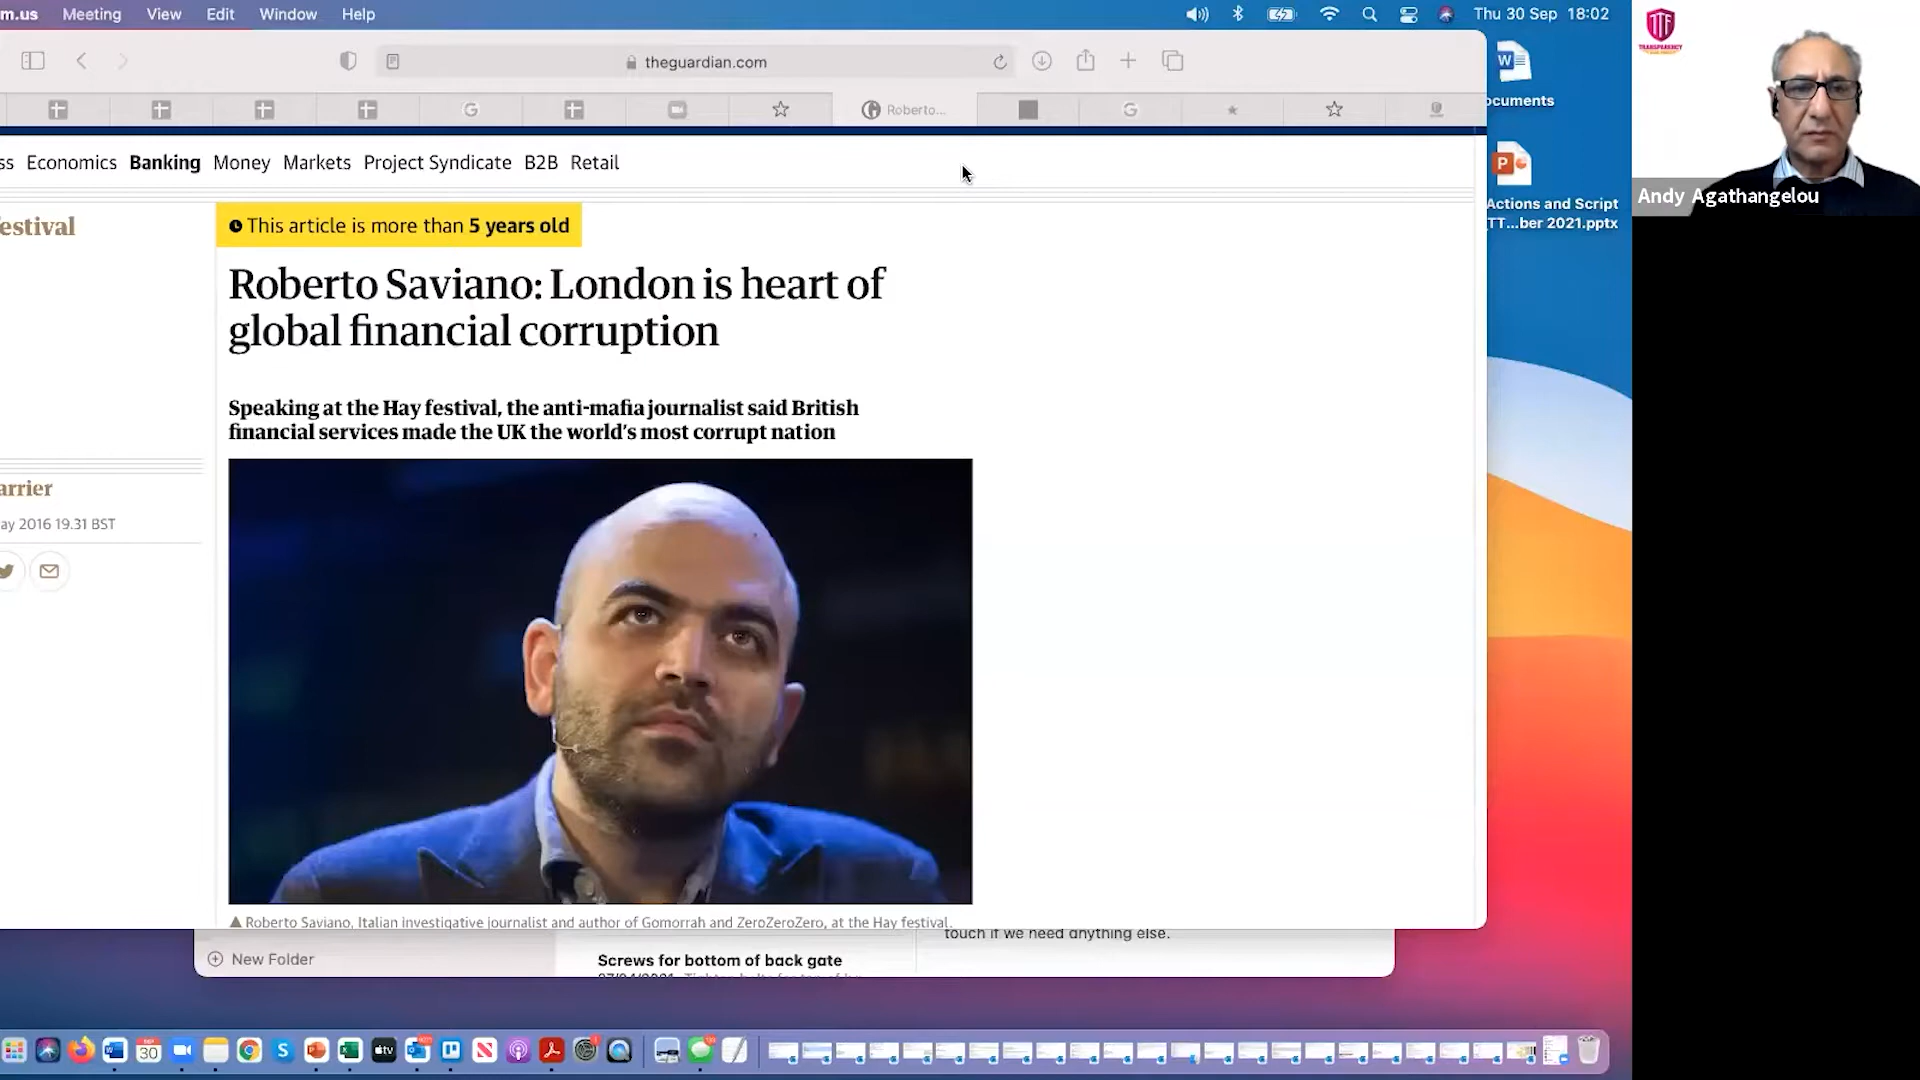 m.us Meeting View Edit Window Help Thu 30 Sep 18:02
theguardian.com
Roberto...
ss Economics Banking Money Markets Project Syndicate B2B Retail
estival
This article is more than 5 years old
Roberto Saviano: London is heart of
global financial corruption
Speaking at the Hay festival, the anti-mafia journalist said British
financial services made the UK the world's most corrupt nation
arrier
ay 2016 19.31 BST
Roberto Saviano, Italian investigative journalist and author of Gomorrah and ZeroZeroZero, at the Hay festival.
touch if we need anything else.
New Folder
Screws for bottom of back gate
ocuments
Actions and Script
TT...ber 2021.pptx
TTF
TRANSPARENCY
Andy Agathangelou
30